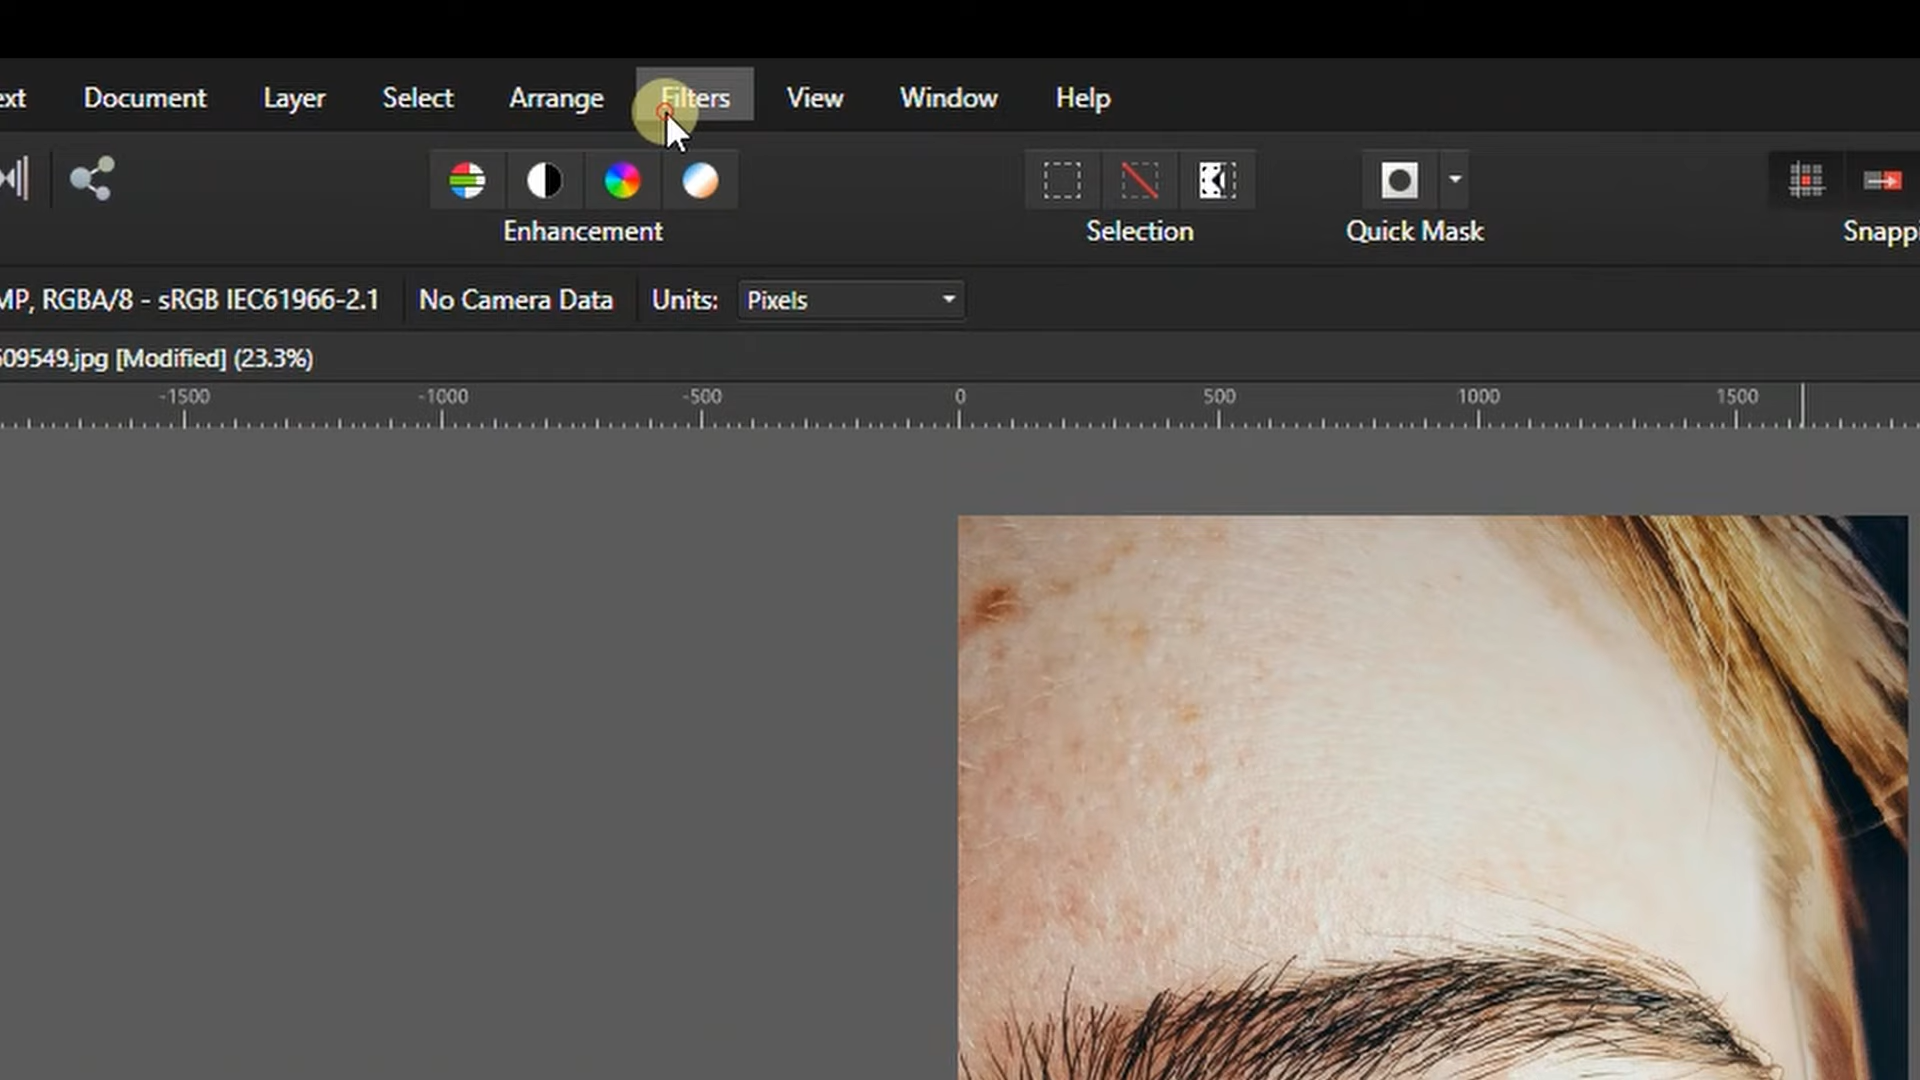 ext Document Layer Select Arrange Filters View Window Help
Enhancement Selection Quick Mask Snappi
MP, RGBA/8 - sRGB IEC61966-2.1 No Camera Data Units: Pixels
609549.jpg [Modified] (23.3%)
-1500 -1000 -500 0 500 1000 1500